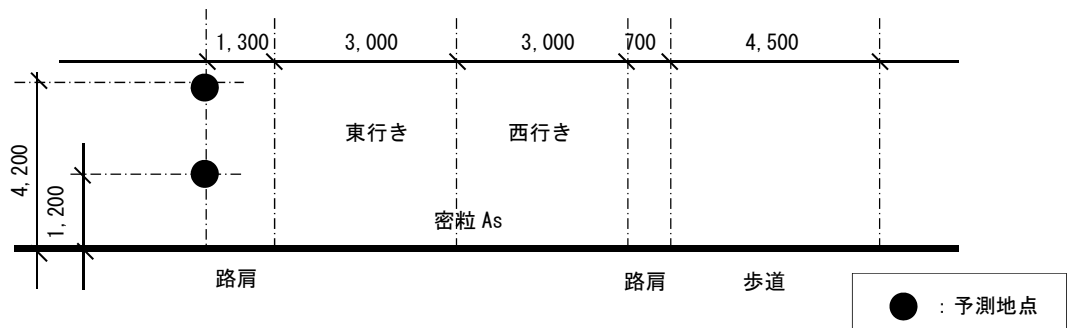 1,300
3,000
3,000
700
4,500
東行き
西行き
4,200
1,200
密粒 As
路肩
路肩
歩道
：予測地点